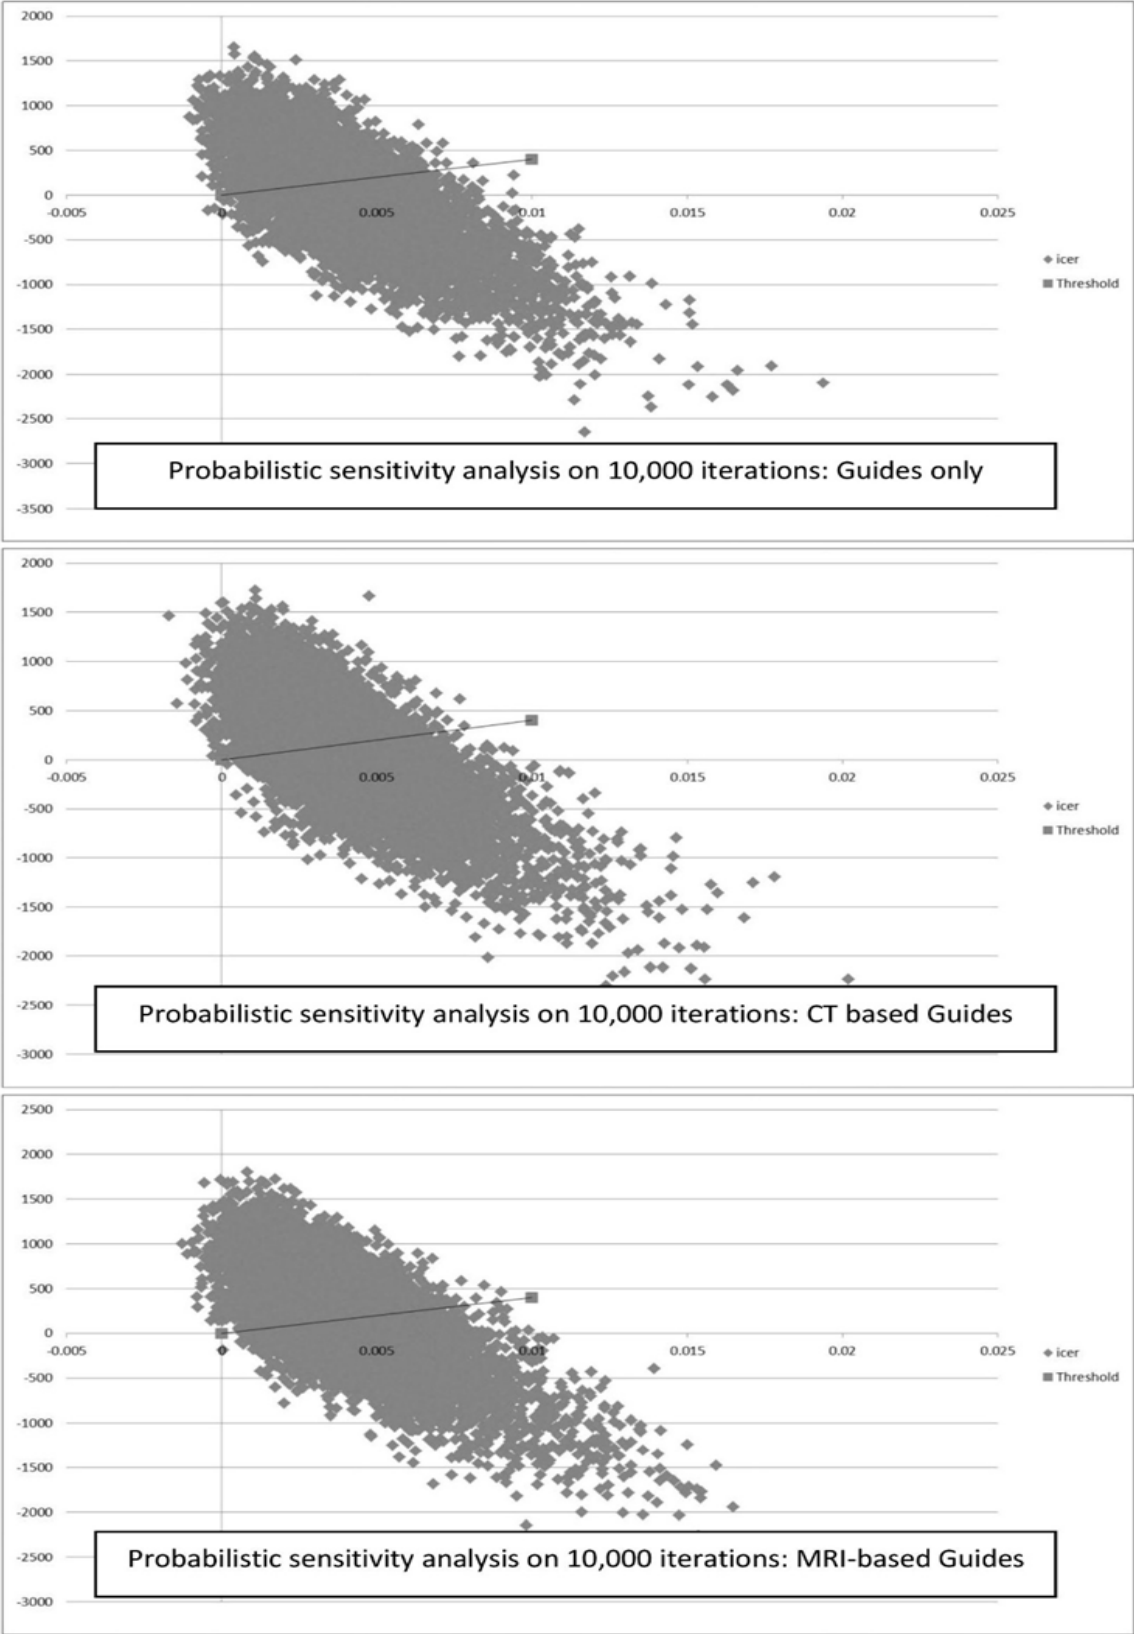 2000
1500
1000
500
0
-0.005 0 0.005 0.01 0.015 0.02 0.025
-500
icer
-1000
Threshold
-1500
-2000
-2500
-3000
Probabilistic sensitivity analysis on 10,000 iterations: Guides only
-3500
2000
1500
1000
500
0
-0.005 0 0.005 0.01 0.015 0.02 0.025
-500
icer
Threshold
-1000
-1500
-2000
-2500
Probabilistic sensitivity analysis on 10,000 iterations: CT based Guides
-3000
2500
2000
1500
1000
500
0
-0.005 0 0.005 0.01 0.015 0.02 0.025
icer
-500
Threshold
-1000
-1500
-2000
-2500
Probabilistic sensitivity analysis on 10,000 iterations: MRI-based Guides
-3000